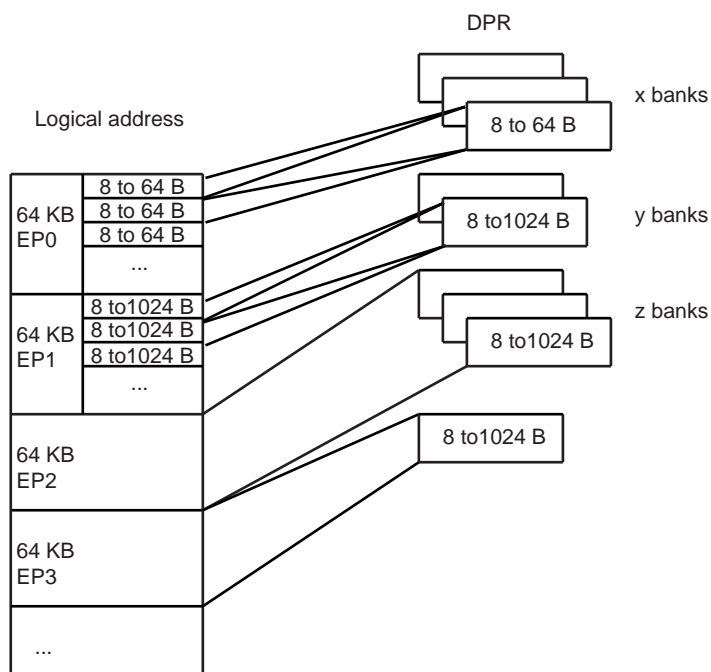 DPR
x banks
8 to 64 B
Logical address
64 KB
EP0
8 to 64 B
8 to 64 B
8 to 64 B
...
8 to1024 B
y banks
64 KB
EP1
8 to1024 B
8 to1024 B
8 to1024 B
...
z banks
8 to1024 B
64 KB
EP2
8 to1024 B
64 KB
EP3
...